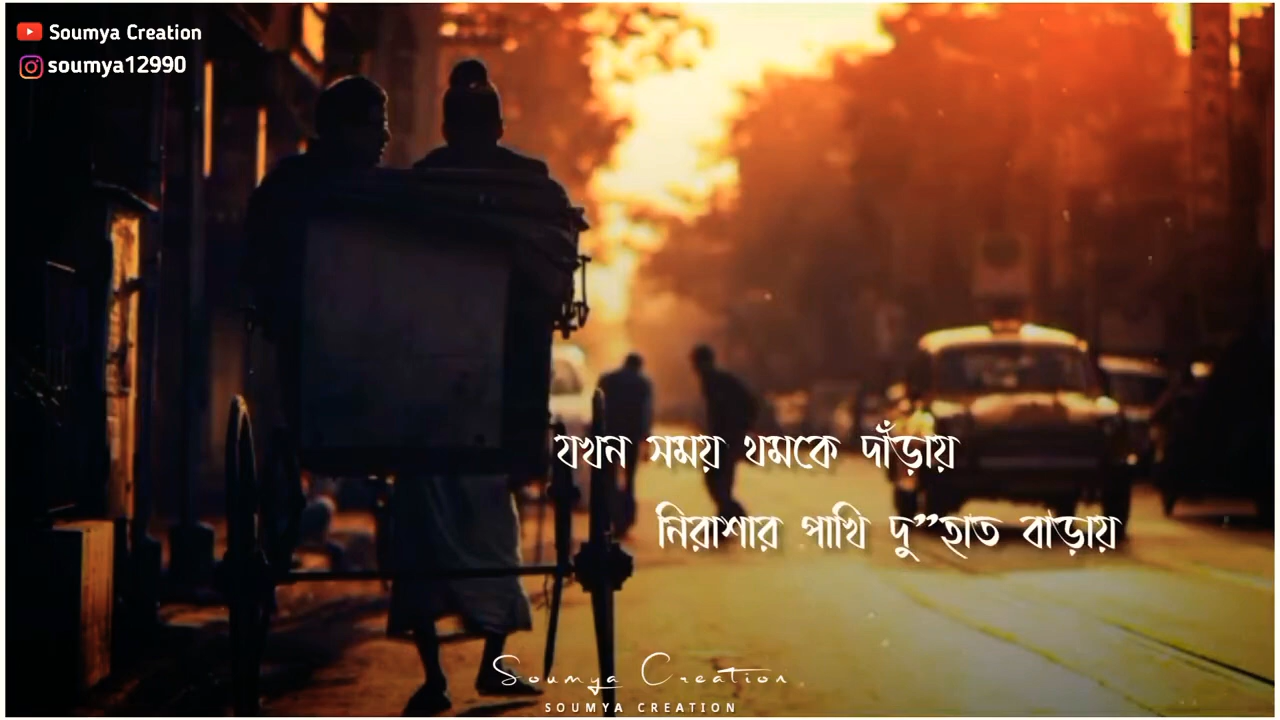 Soumya Creation
soumya12990
যখন সময় থমকে দাঁড়ায়
নিরাশার পাখি দু”হাত বাড়ায়
Soumya Creation
SOUMYA CREATION